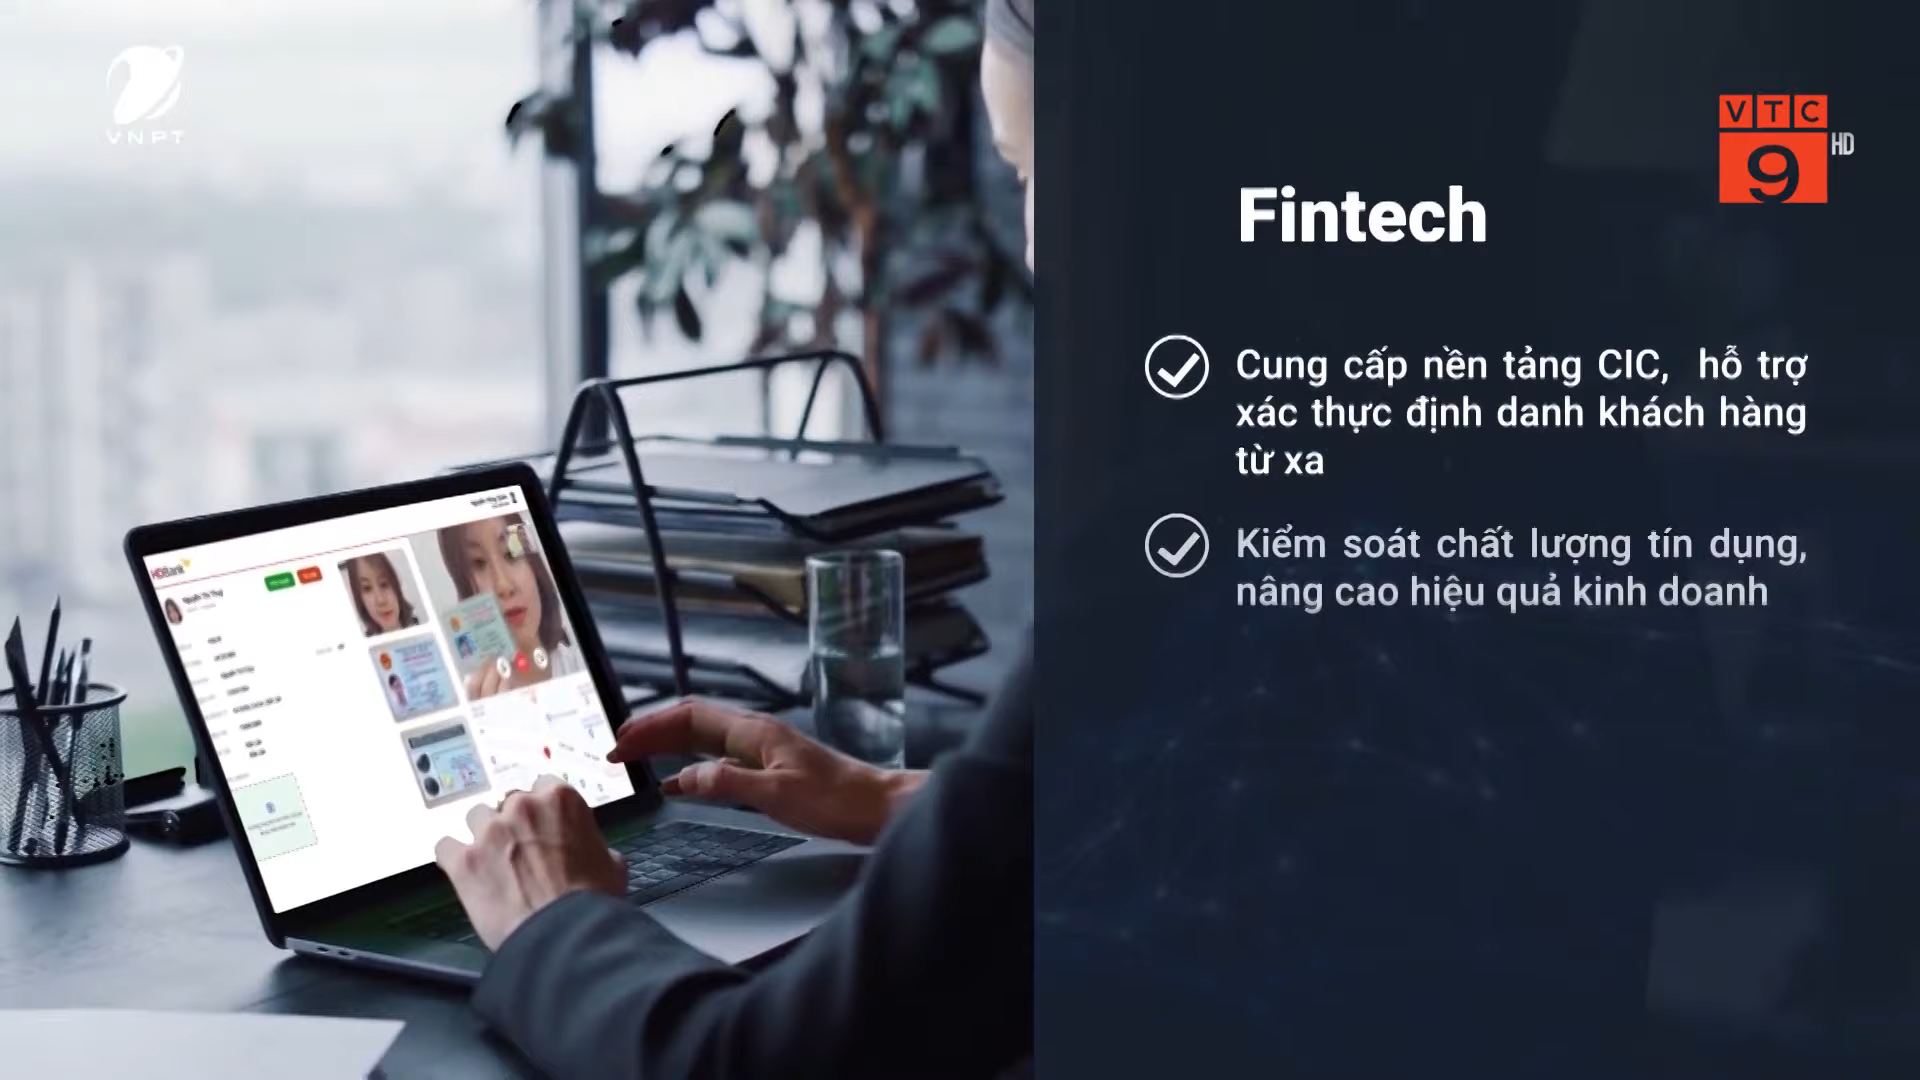 VNPT
VTC
9
HD
Fintech
Cung cấp nền tảng CIC, hỗ trợ
xác thực định danh khách hàng
từ xa
Kiểm soát chất lượng tín dụng,
nâng cao hiệu quả kinh doanh
HDBank